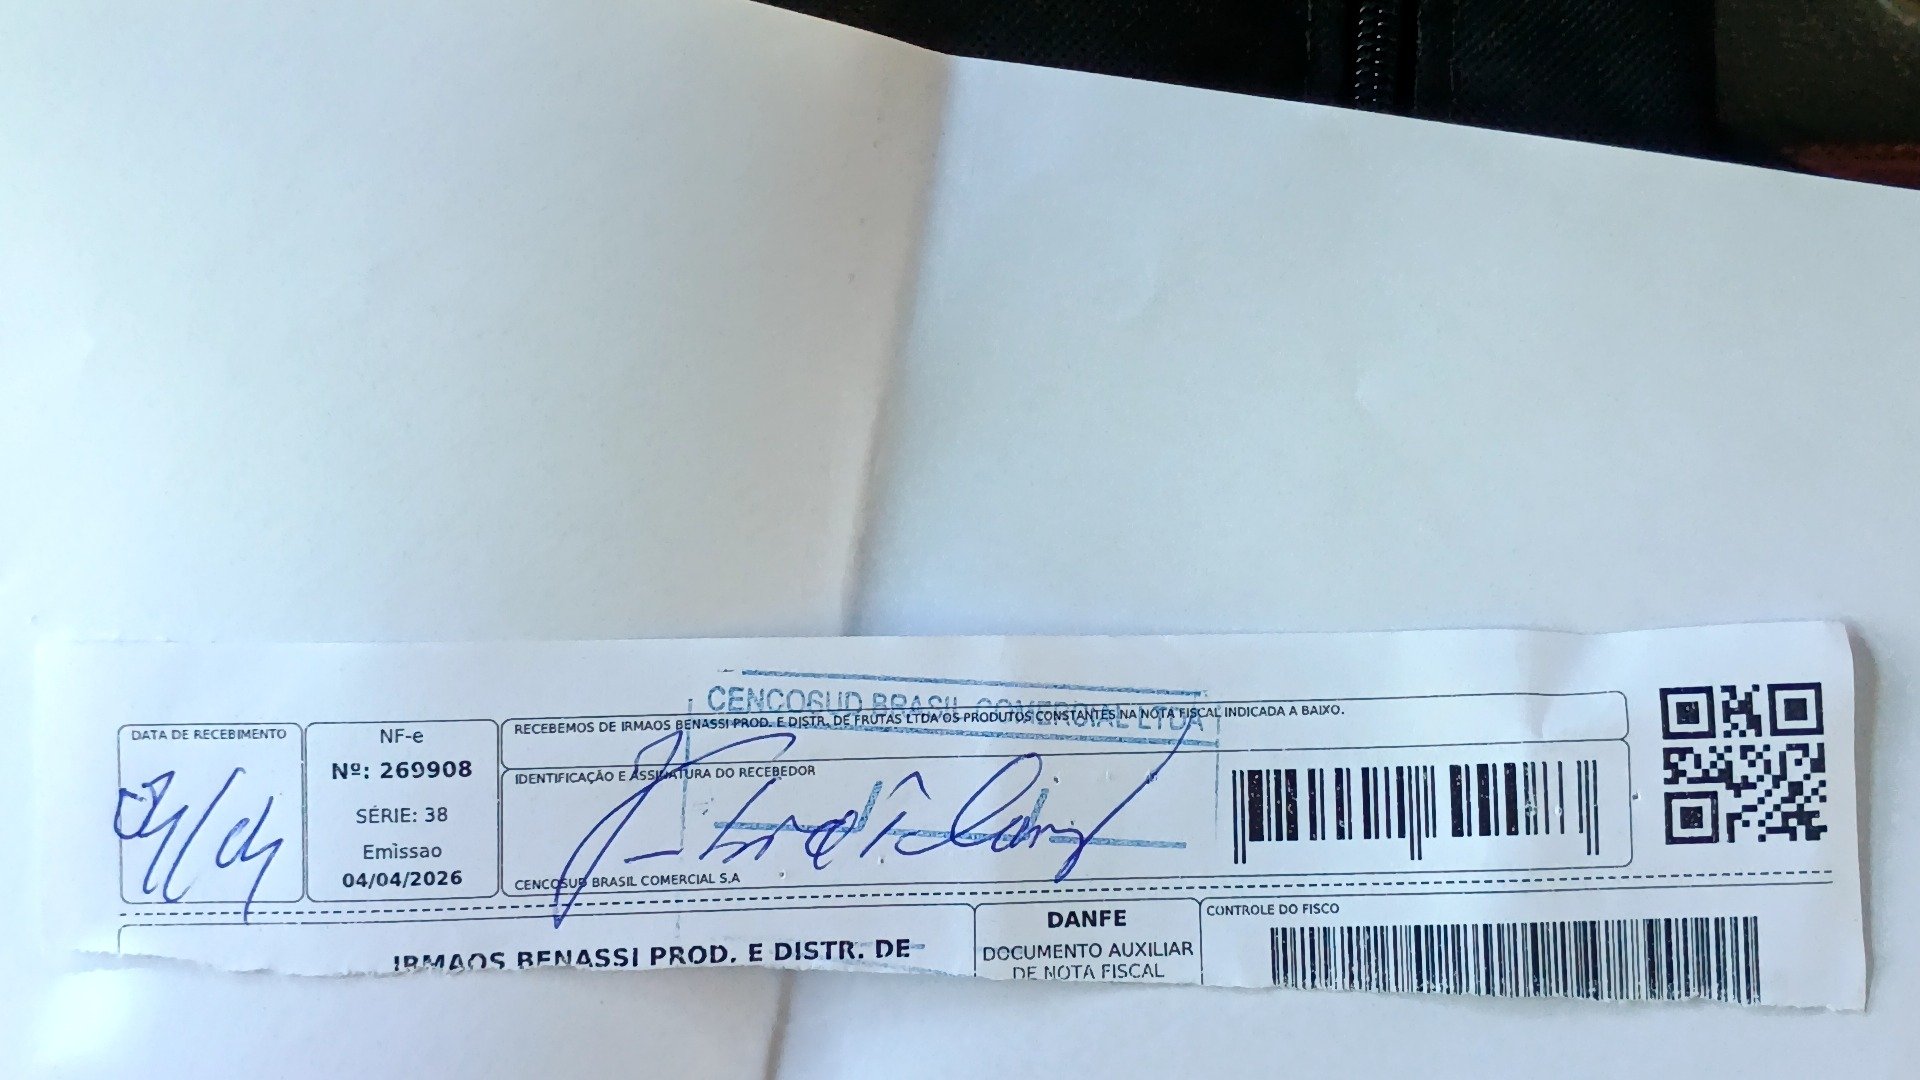 CENCOSUD BRASIL COMERCIAL LTDA
RECEBEMOS DE IRMAOS BENASSI PROD. E DISTR. DE FRUTAS LTDA OS PRODUTOS CONSTANTES NA NOTA FISCAL INDICADA A BAIXO.
DATA DE RECEBIMENTO
04/04
NF-e
Nº: 269908
SÉRIE: 38
Emissao
04/04/2026
IDENTIFICAÇÃO E ASSINATURA DO RECEBEDOR
CENCOSUD BRASIL COMERCIAL S.A
IRMAOS BENASSI PROD. E DISTR. DE
DANFE
DOCUMENTO AUXILIAR
DE NOTA FISCAL
CONTROLE DO FISCO